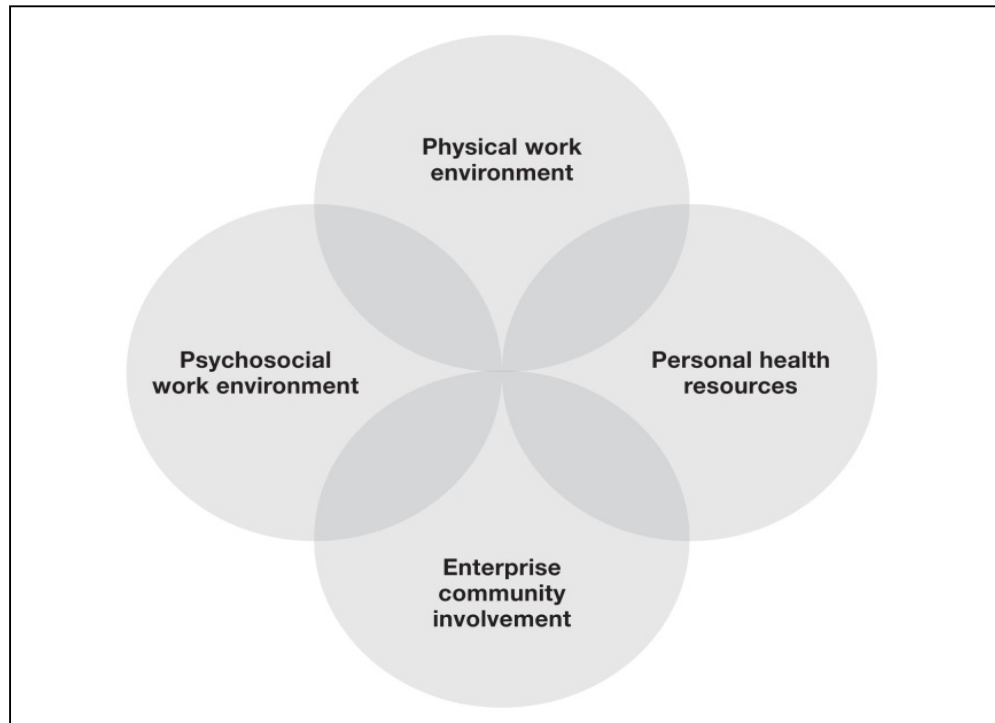 Physical work
environment
Psychosocial
work environment
Personal health
resources
Enterprise
community
involvement